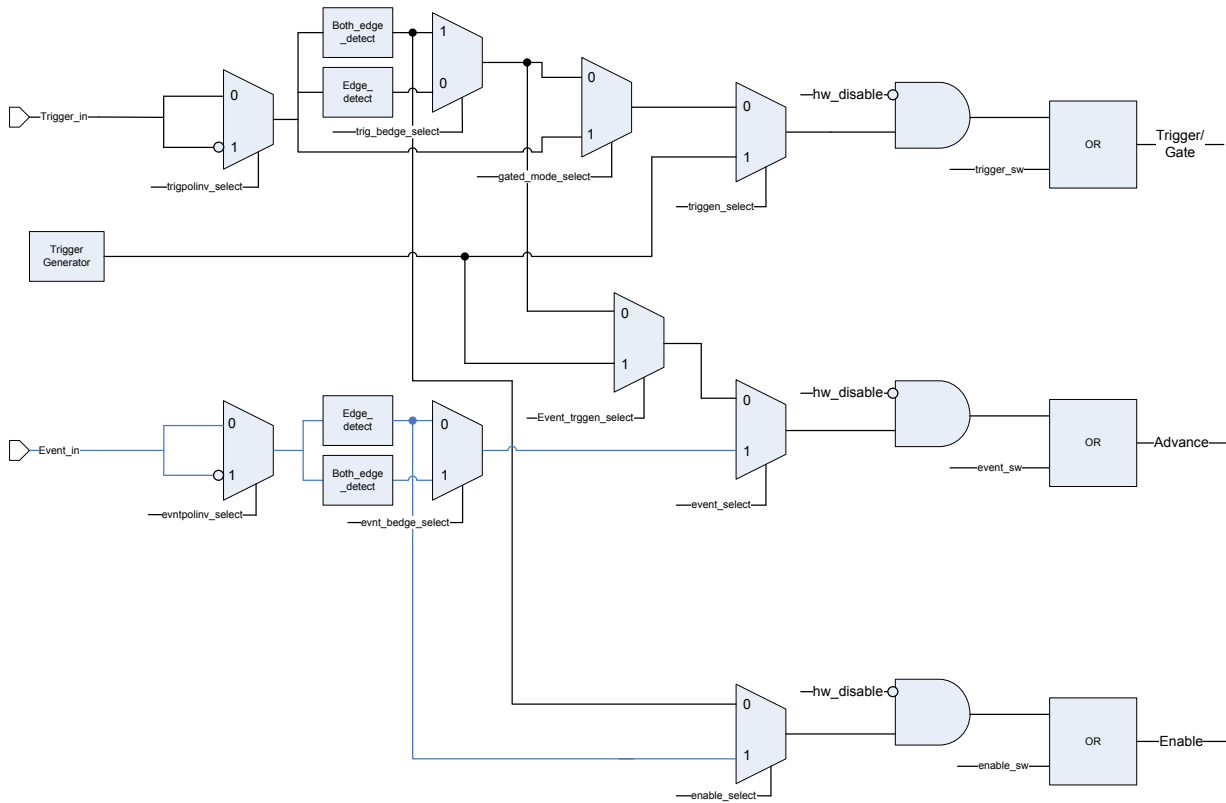 Both_edge
_detect
1
Edge_
detect
0
trig_bedge_select
Trigger_in
0
1
trigpolinv_select
0
1
gated_mode_select
0
1
triggen_select
hw_disable
trigger_sw
OR
Trigger/
Gate
Trigger
Generator
0
1
Event_trggen_select
Event_in
0
1
evntpolinv_select
Edge_
detect
Both_edge
_detect
0
1
evnt_bedge_select
0
1
event_select
hw_disable
event_sw
OR
Advance
0
1
enable_select
hw_disable
enable_sw
OR
Enable